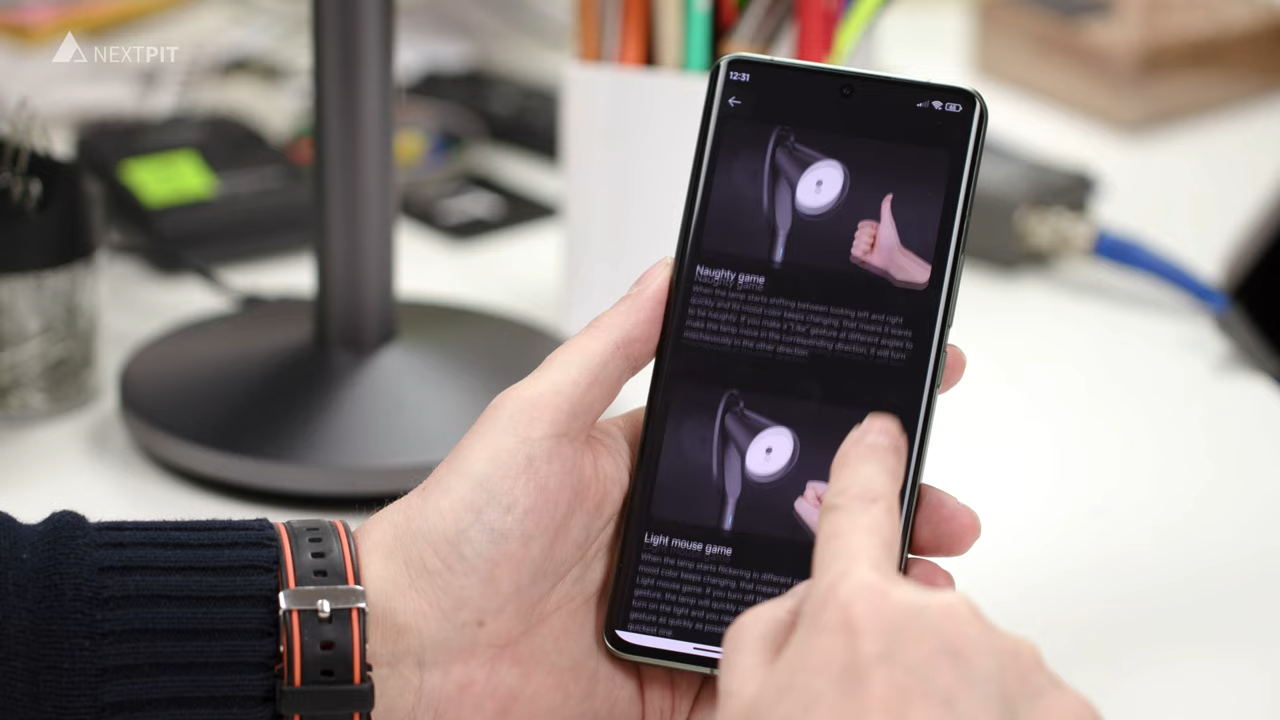 NEXTPIT
12:31
Naughty game
When the lamp starts shifting between looking left and right
quickly and its mood color keeps changing, that means it wants
to be naughty. If you make a "Like" gesture at different angles to
make the lamp move in the corresponding direction, it will turn
mischievously in the other direction.
Light mouse game
When the lamp starts flickering in different
mood color keeps changing, that means
Light mouse game. If you turn off the
gesture, the lamp will quickly
turn on the light and you need
gesture as quickly as possible
quickest one.